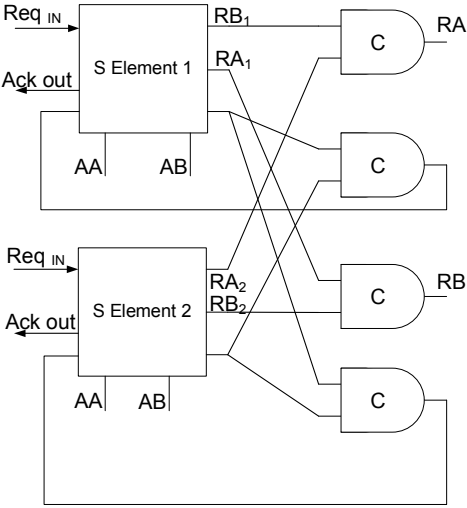 Req IN
RB1
RA
C
Ack out
S Element 1
RA1
AA
AB
C
Req IN
RA2
RB
C
Ack out
S Element 2
RB2
AA
AB
C